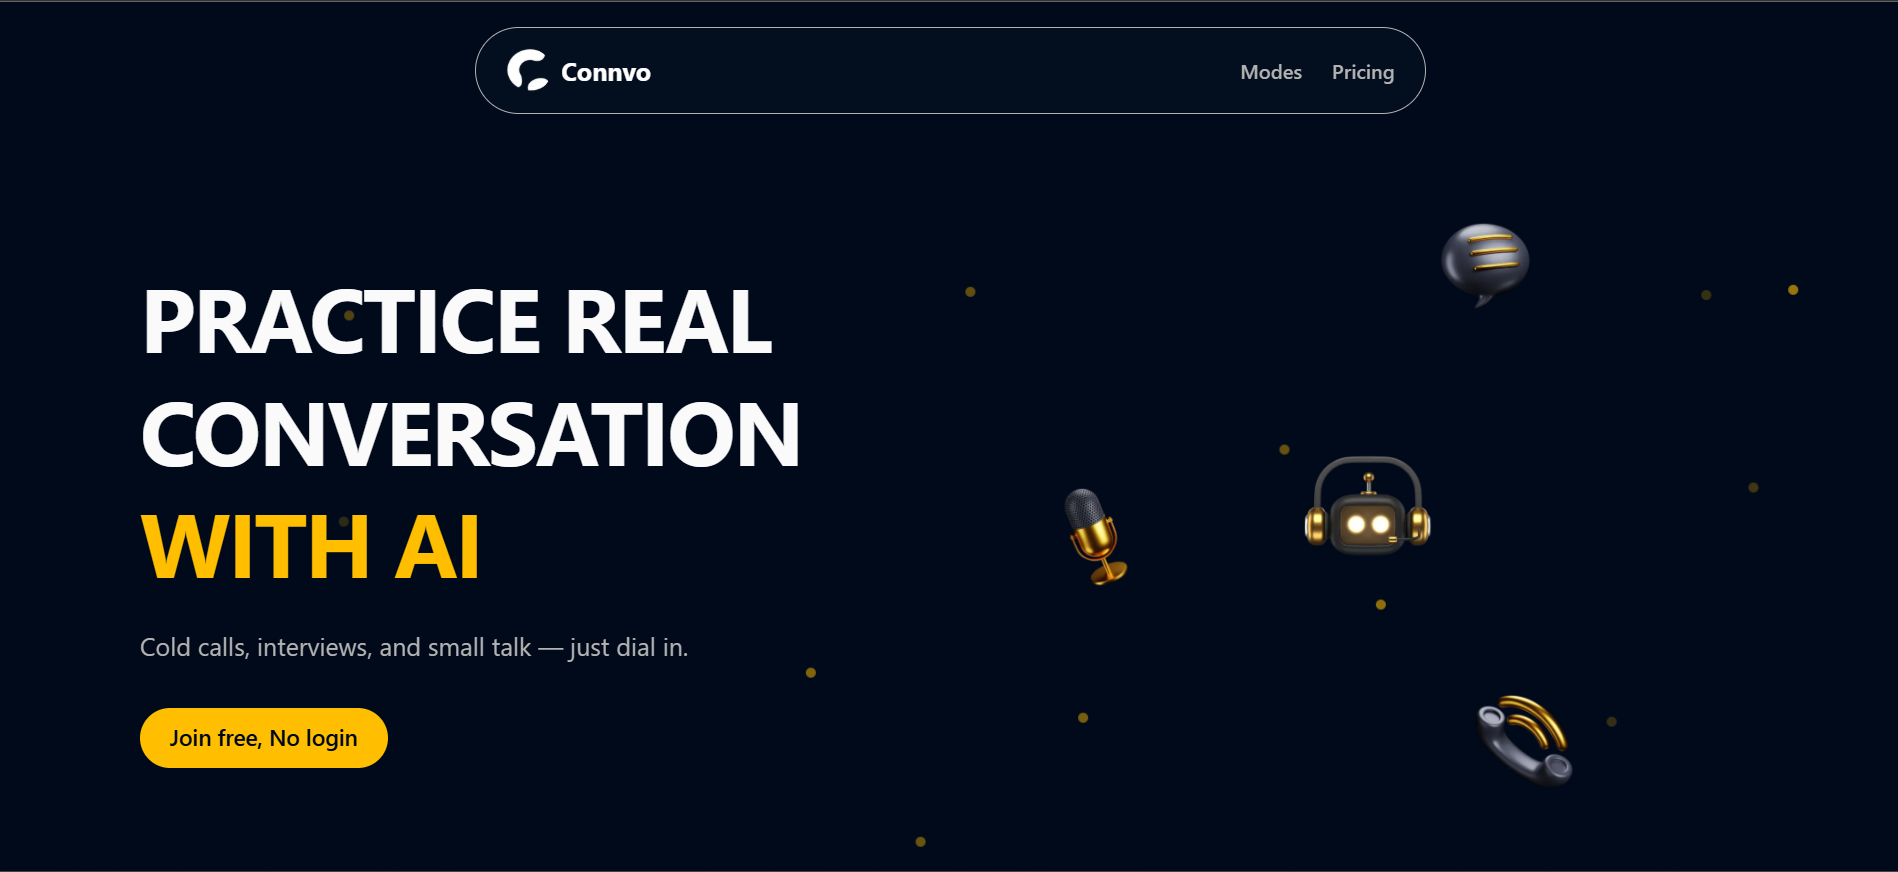 Connvo
Modes
Pricing
PRACTICE REAL
CONVERSATION
WITH AI
Cold calls, interviews, and small talk — just dial in.
Join free, No login